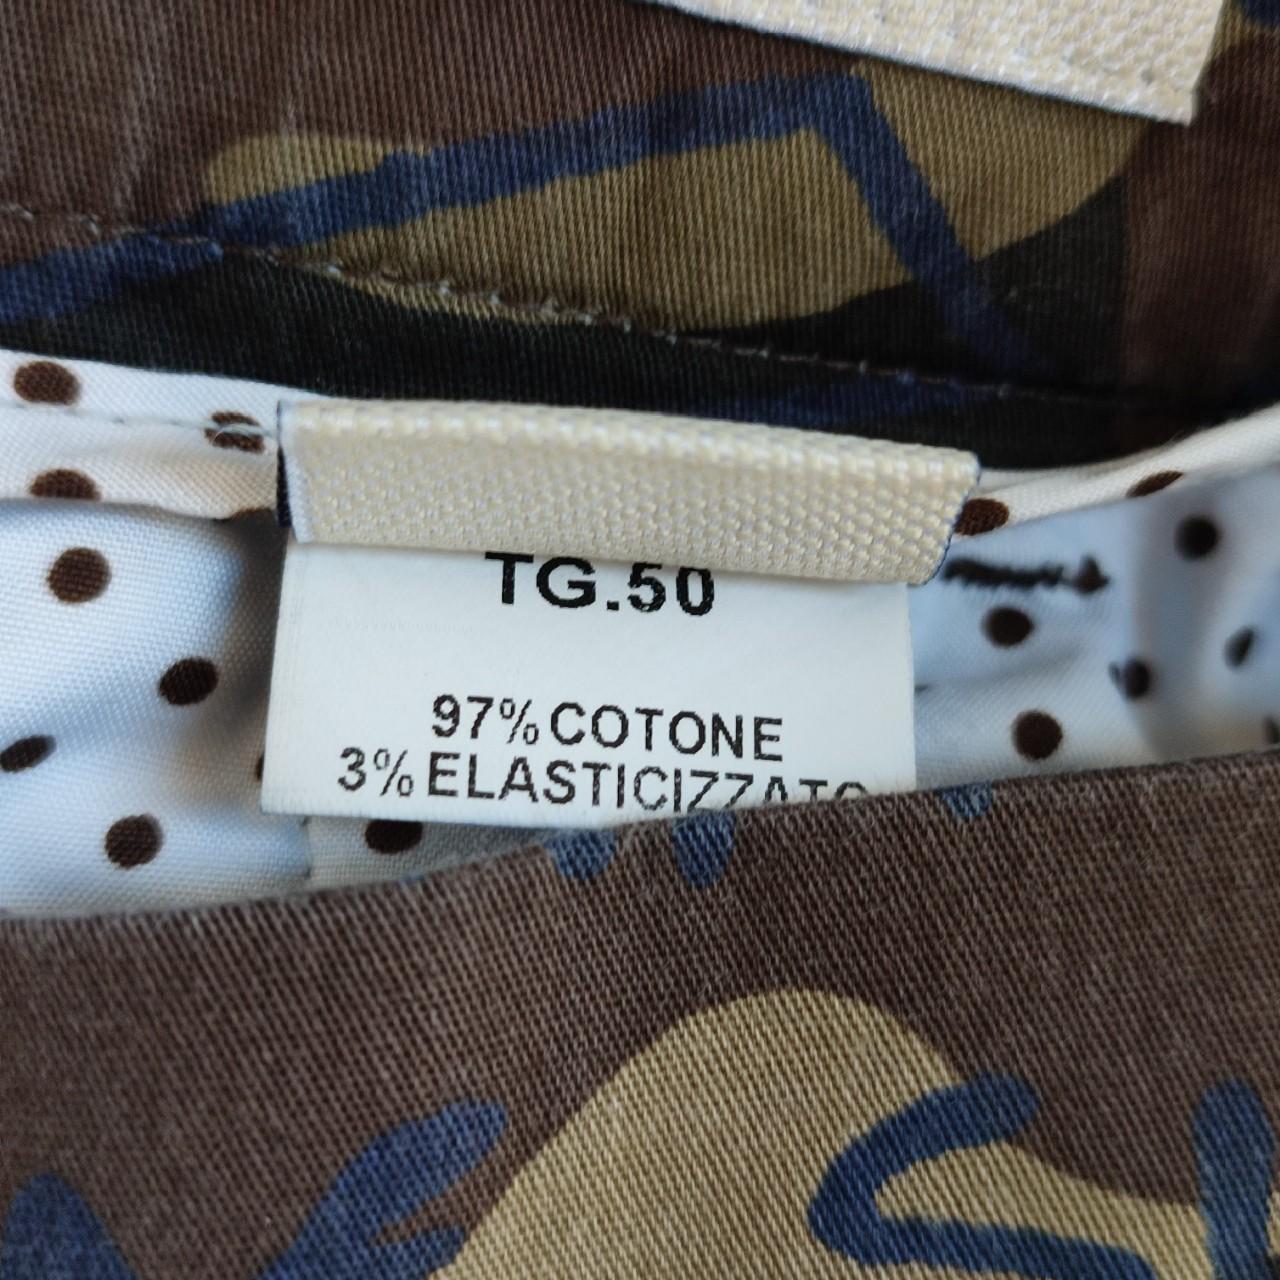 TG.50
97% COTONE
3% ELASTICIZZATO